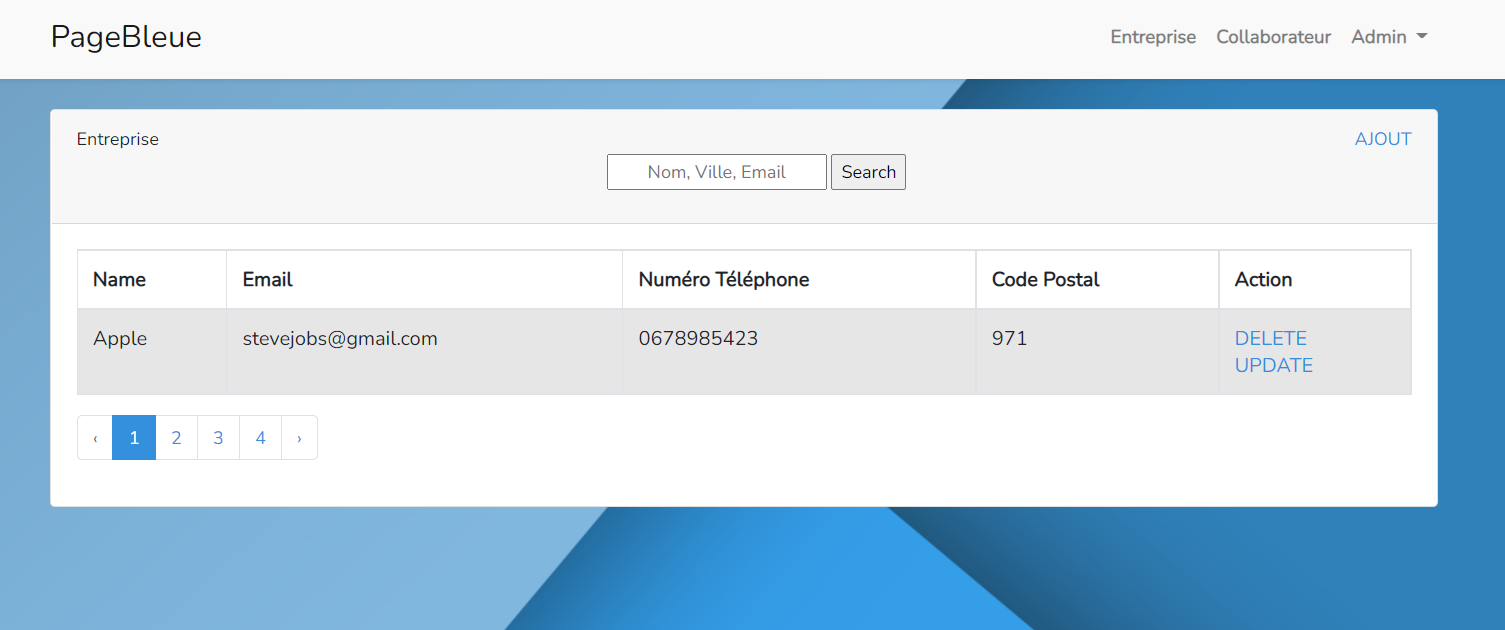 PageBleue Entreprise Collaborateur Admin
Entreprise AJOUT
Nom, Ville, Email Search
Name Email Numéro Téléphone Code Postal Action
Apple stevejobs@gmail.com 0678985423 971 DELETE
UPDATE
‹ 1 2 3 4 ›